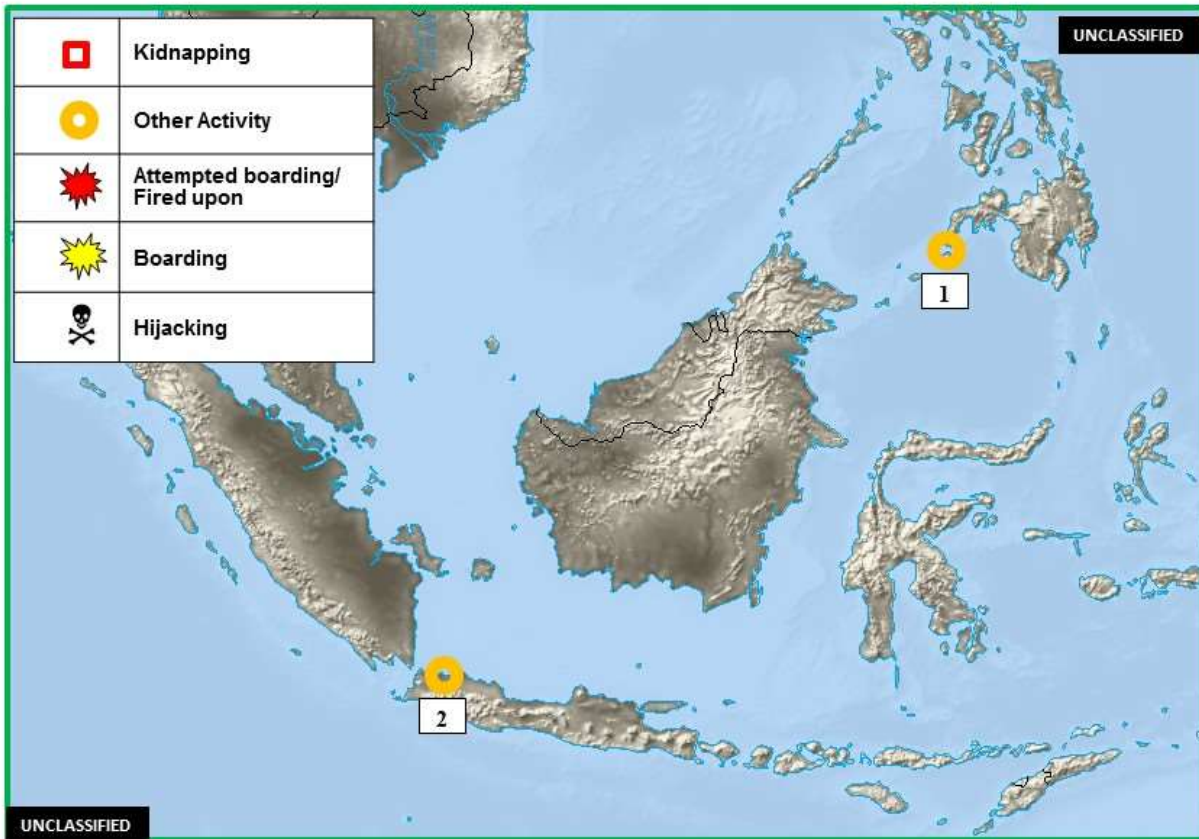 UNCLASSIFIED
Kidnapping
Other Activity
Attempted boarding/
Fired upon
Boarding
Hijacking
1
2
UNCLASSIFIED